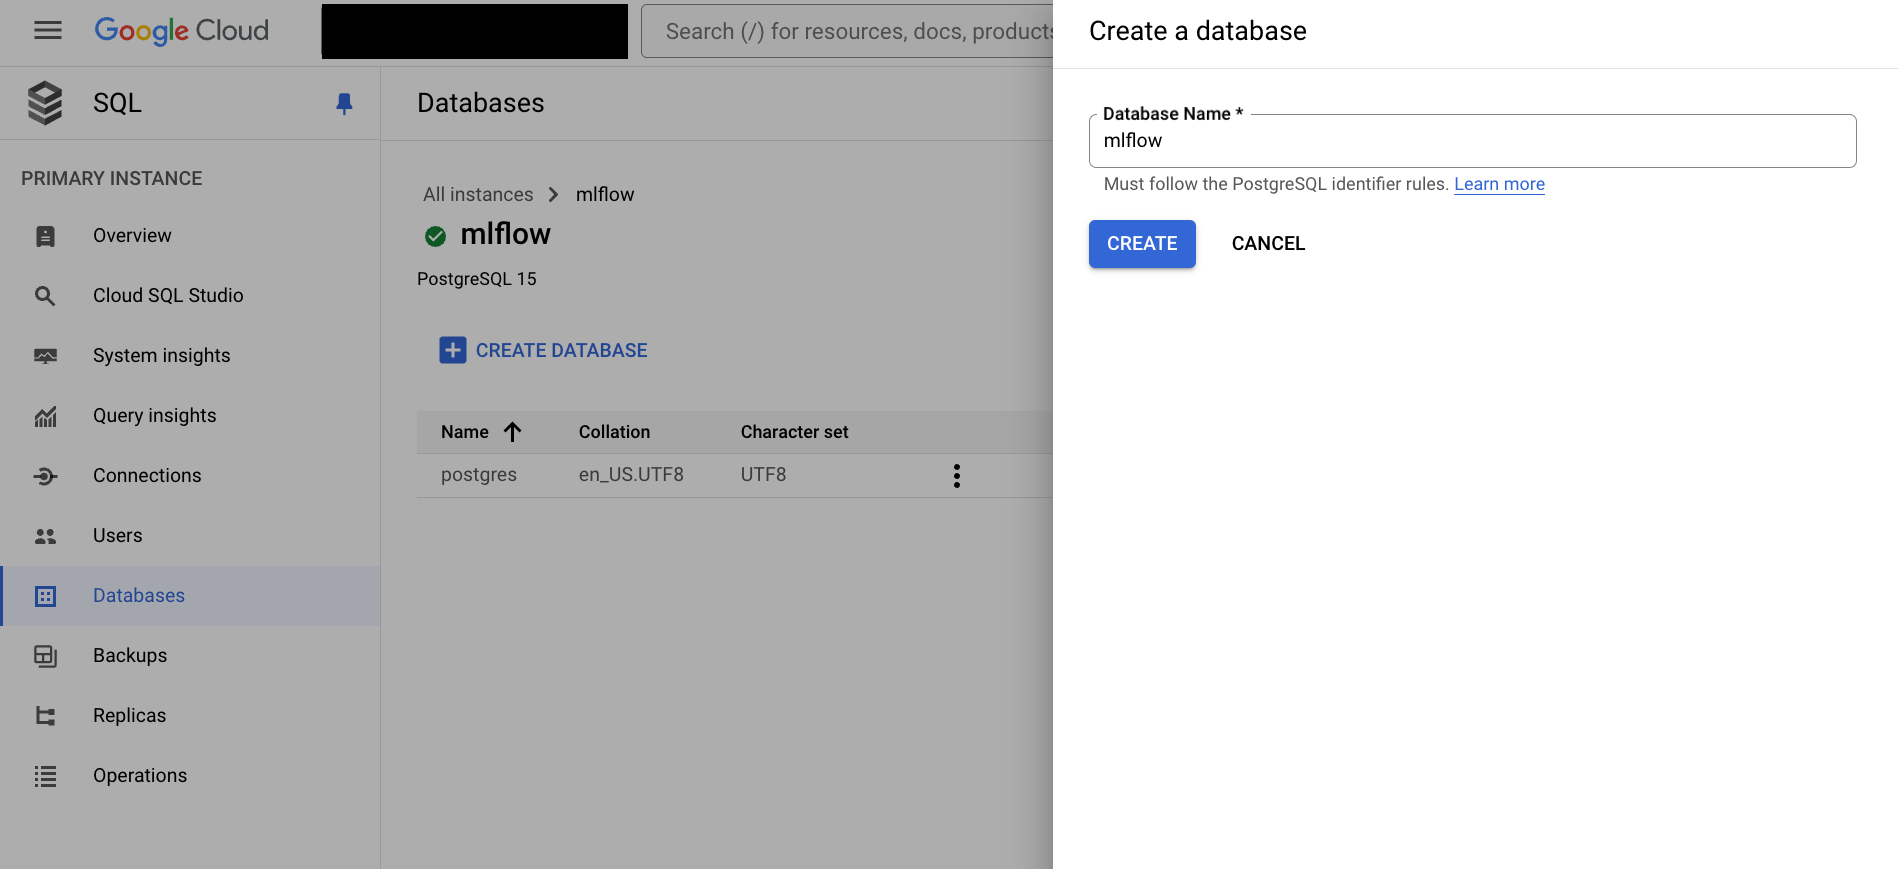 Google Cloud
Search (/) for resources, docs, products
SQL
PRIMARY INSTANCE
Overview
Cloud SQL Studio
System insights
Query insights
Connections
Users
Databases
Backups
Replicas
Operations
Databases
All instances > mlflow
mlflow
PostgreSQL 15
CREATE DATABASE
Name Collation Character set
postgres en_US.UTF8 UTF8
Create a database
Database Name *
mlflow
Must follow the PostgreSQL identifier rules. Learn more
CREATE CANCEL